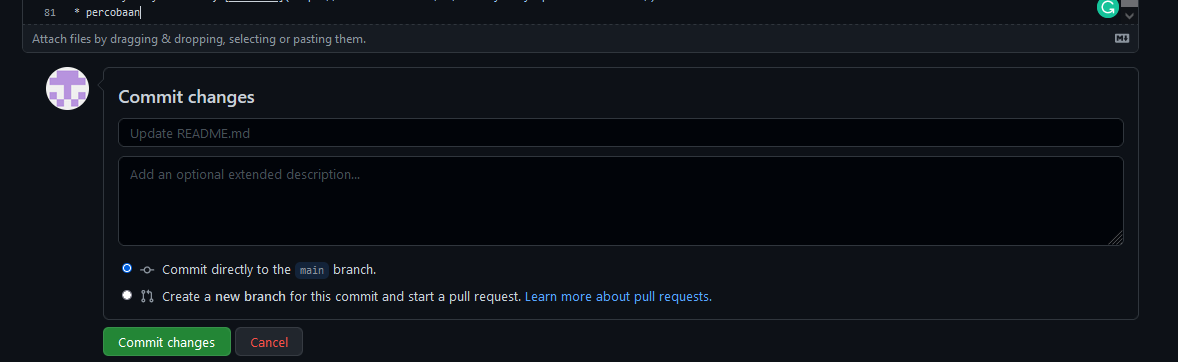 81 * percobaan
Attach files by dragging & dropping, selecting or pasting them.
Commit changes
Update README.md
Add an optional extended description...
Commit directly to the main branch.
Create a new branch for this commit and start a pull request. Learn more about pull requests.
Commit changes Cancel